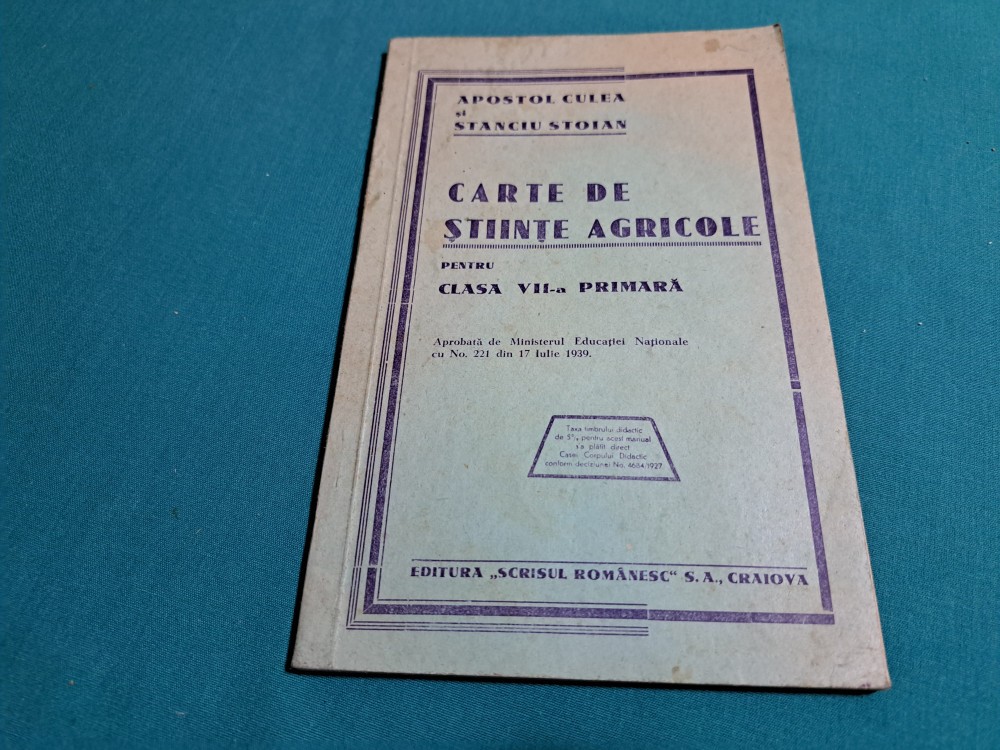 APOSTOL CULEA
și
STANCIU STOIAN
CARTE DE
ȘTIINȚE AGRICOLE
PENTRU
CLASA VII-a PRIMARĂ
Aprobată de Ministerul Educației Naționale
cu No. 221 din 17 Iulie 1939.
Taxa timbrului didactic
de 5% pentru acest manual
s'a plătit direct
Casei Corpului Didactic
conform deciziunei No. 4684/1927
EDITURA „SCRISUL ROMÂNESC“ S. A., CRAIOVA